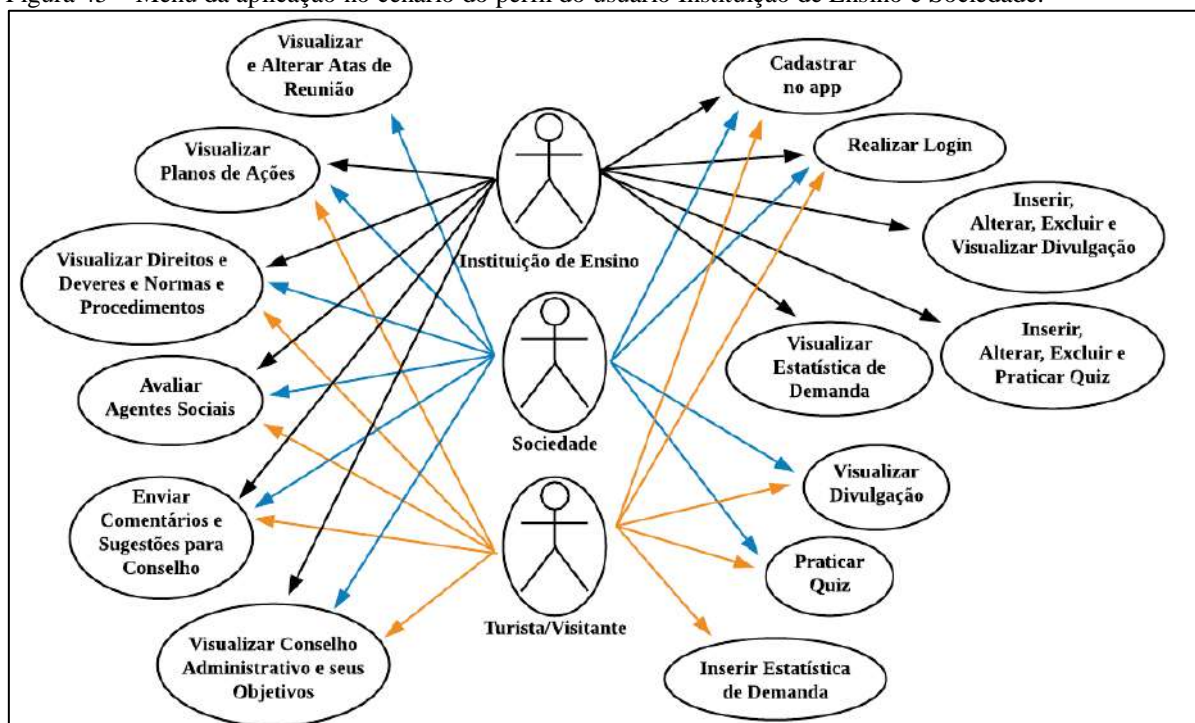 Figura 43 – Menu da aplicação no cenário do perfil do usuário Instituição de Ensino e Sociedade.
Visualizar
e Alterar Atas de
Reunião
Visualizar
Planos de Ações
Visualizar Direitos e
Deveres e Normas e
Procedimentos
Avaliar
Agentes Sociais
Enviar
Comentários e
Sugestões para
Conselho
Visualizar Conselho
Administrativo e seus
Objetivos
Instituição de Ensino
Sociedade
Turista/Visitante
Cadastrar
no app
Realizar Login
Inserir,
Alterar, Excluir e
Visualizar Divulgação
Inserir,
Alterar, Excluir e
Praticar Quiz
Visualizar
Estatística de
Demanda
Visualizar
Divulgação
Praticar
Quiz
Inserir Estatística
de Demanda